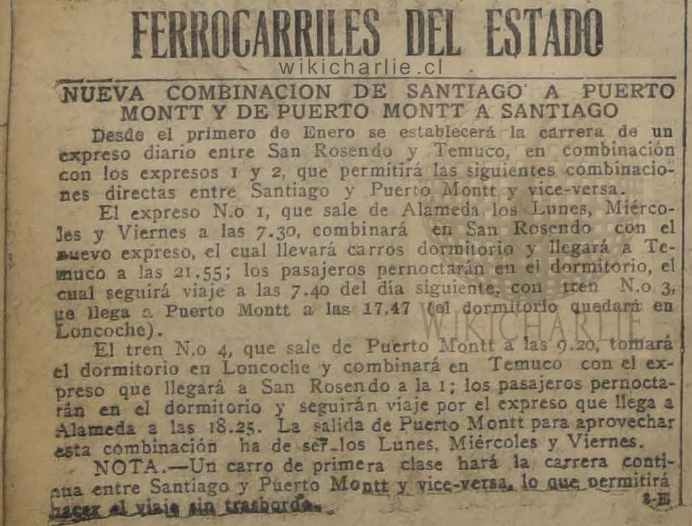 FERROCARRILES DEL ESTADO
wikicharlie.cl
NUEVA COMBINACION DE SANTIAGO A PUERTO
MONTT Y DE PUERTO MONTT A SANTIAGO
Desde el primero de Enero se establecerá la carrera de un
expreso diario entre San Rosendo y Temuco, en combinación
con los expresos 1 y 2, que permitirá las siguientes combinacio-
nes directas entre Santiago y Puerto Montt y vice-versa.
El expreso N.o 1, que sale de Alameda los Lunes, Miérco-
les y Viernes a las 7.30, combinará en San Rosendo con el
nuevo expreso, el cual llevará carros dormitorio y llegará a Te-
muco a las 21.55; los pasajeros pernoctarán en el dormitorio, el
cual seguirá viaje a las 7.40 del día siguiente, con tren N.o 3,
ue llega a Puerto Montt a las 17.47 (el dormitorio quedará en
Loncoche).
WIKICHARLIE
El tren N.o 4, que sale de Puerto Montt a las 9.20, tomará
el dormitorio en Loncoche y combinará en Temuco con el ex-
preso que llegará a San Rosendo a la 1; los pasajeros pernocta-
rán en el dormitorio y seguirán viaje por el expreso que llega a
Alameda a las 18.25. La salida de Puerto Montt para aprovechar
esta combinación ha de ser los Lunes, Miércoles y Viernes.
NOTA.—Un carro de primera clase hará la carrera conti-
nua entre Santiago y Puerto Montt y vice-versa, lo que permitirá
hacer el viaje sin trasbordo.
2-E